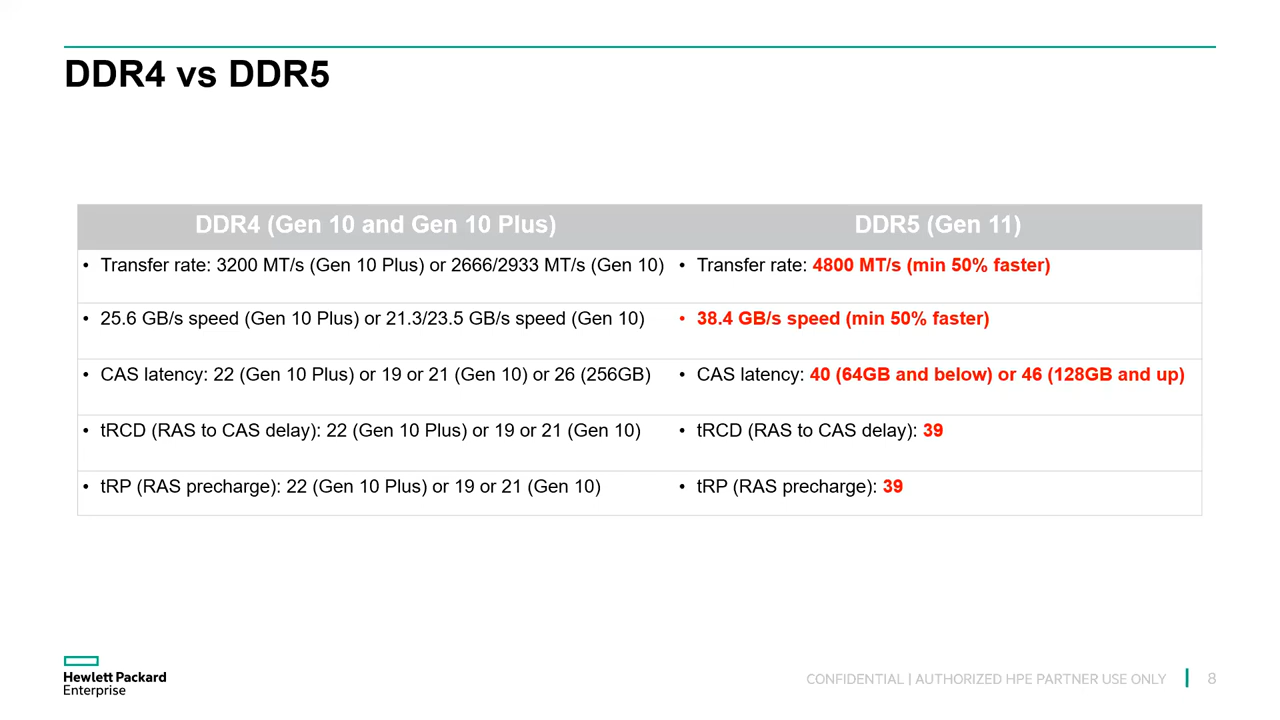 DDR4 vs DDR5
DDR4 (Gen 10 and Gen 10 Plus)
DDR5 (Gen 11)
• Transfer rate: 3200 MT/s (Gen 10 Plus) or 2666/2933 MT/s (Gen 10)
• Transfer rate: 4800 MT/s (min 50% faster)
• 25.6 GB/s speed (Gen 10 Plus) or 21.3/23.5 GB/s speed (Gen 10)
• 38.4 GB/s speed (min 50% faster)
• CAS latency: 22 (Gen 10 Plus) or 19 or 21 (Gen 10) or 26 (256GB)
• CAS latency: 40 (64GB and below) or 46 (128GB and up)
• tRCD (RAS to CAS delay): 22 (Gen 10 Plus) or 19 or 21 (Gen 10)
• tRCD (RAS to CAS delay): 39
• tRP (RAS precharge): 22 (Gen 10 Plus) or 19 or 21 (Gen 10)
• tRP (RAS precharge): 39
Hewlett Packard
Enterprise
CONFIDENTIAL | AUTHORIZED HPE PARTNER USE ONLY
8